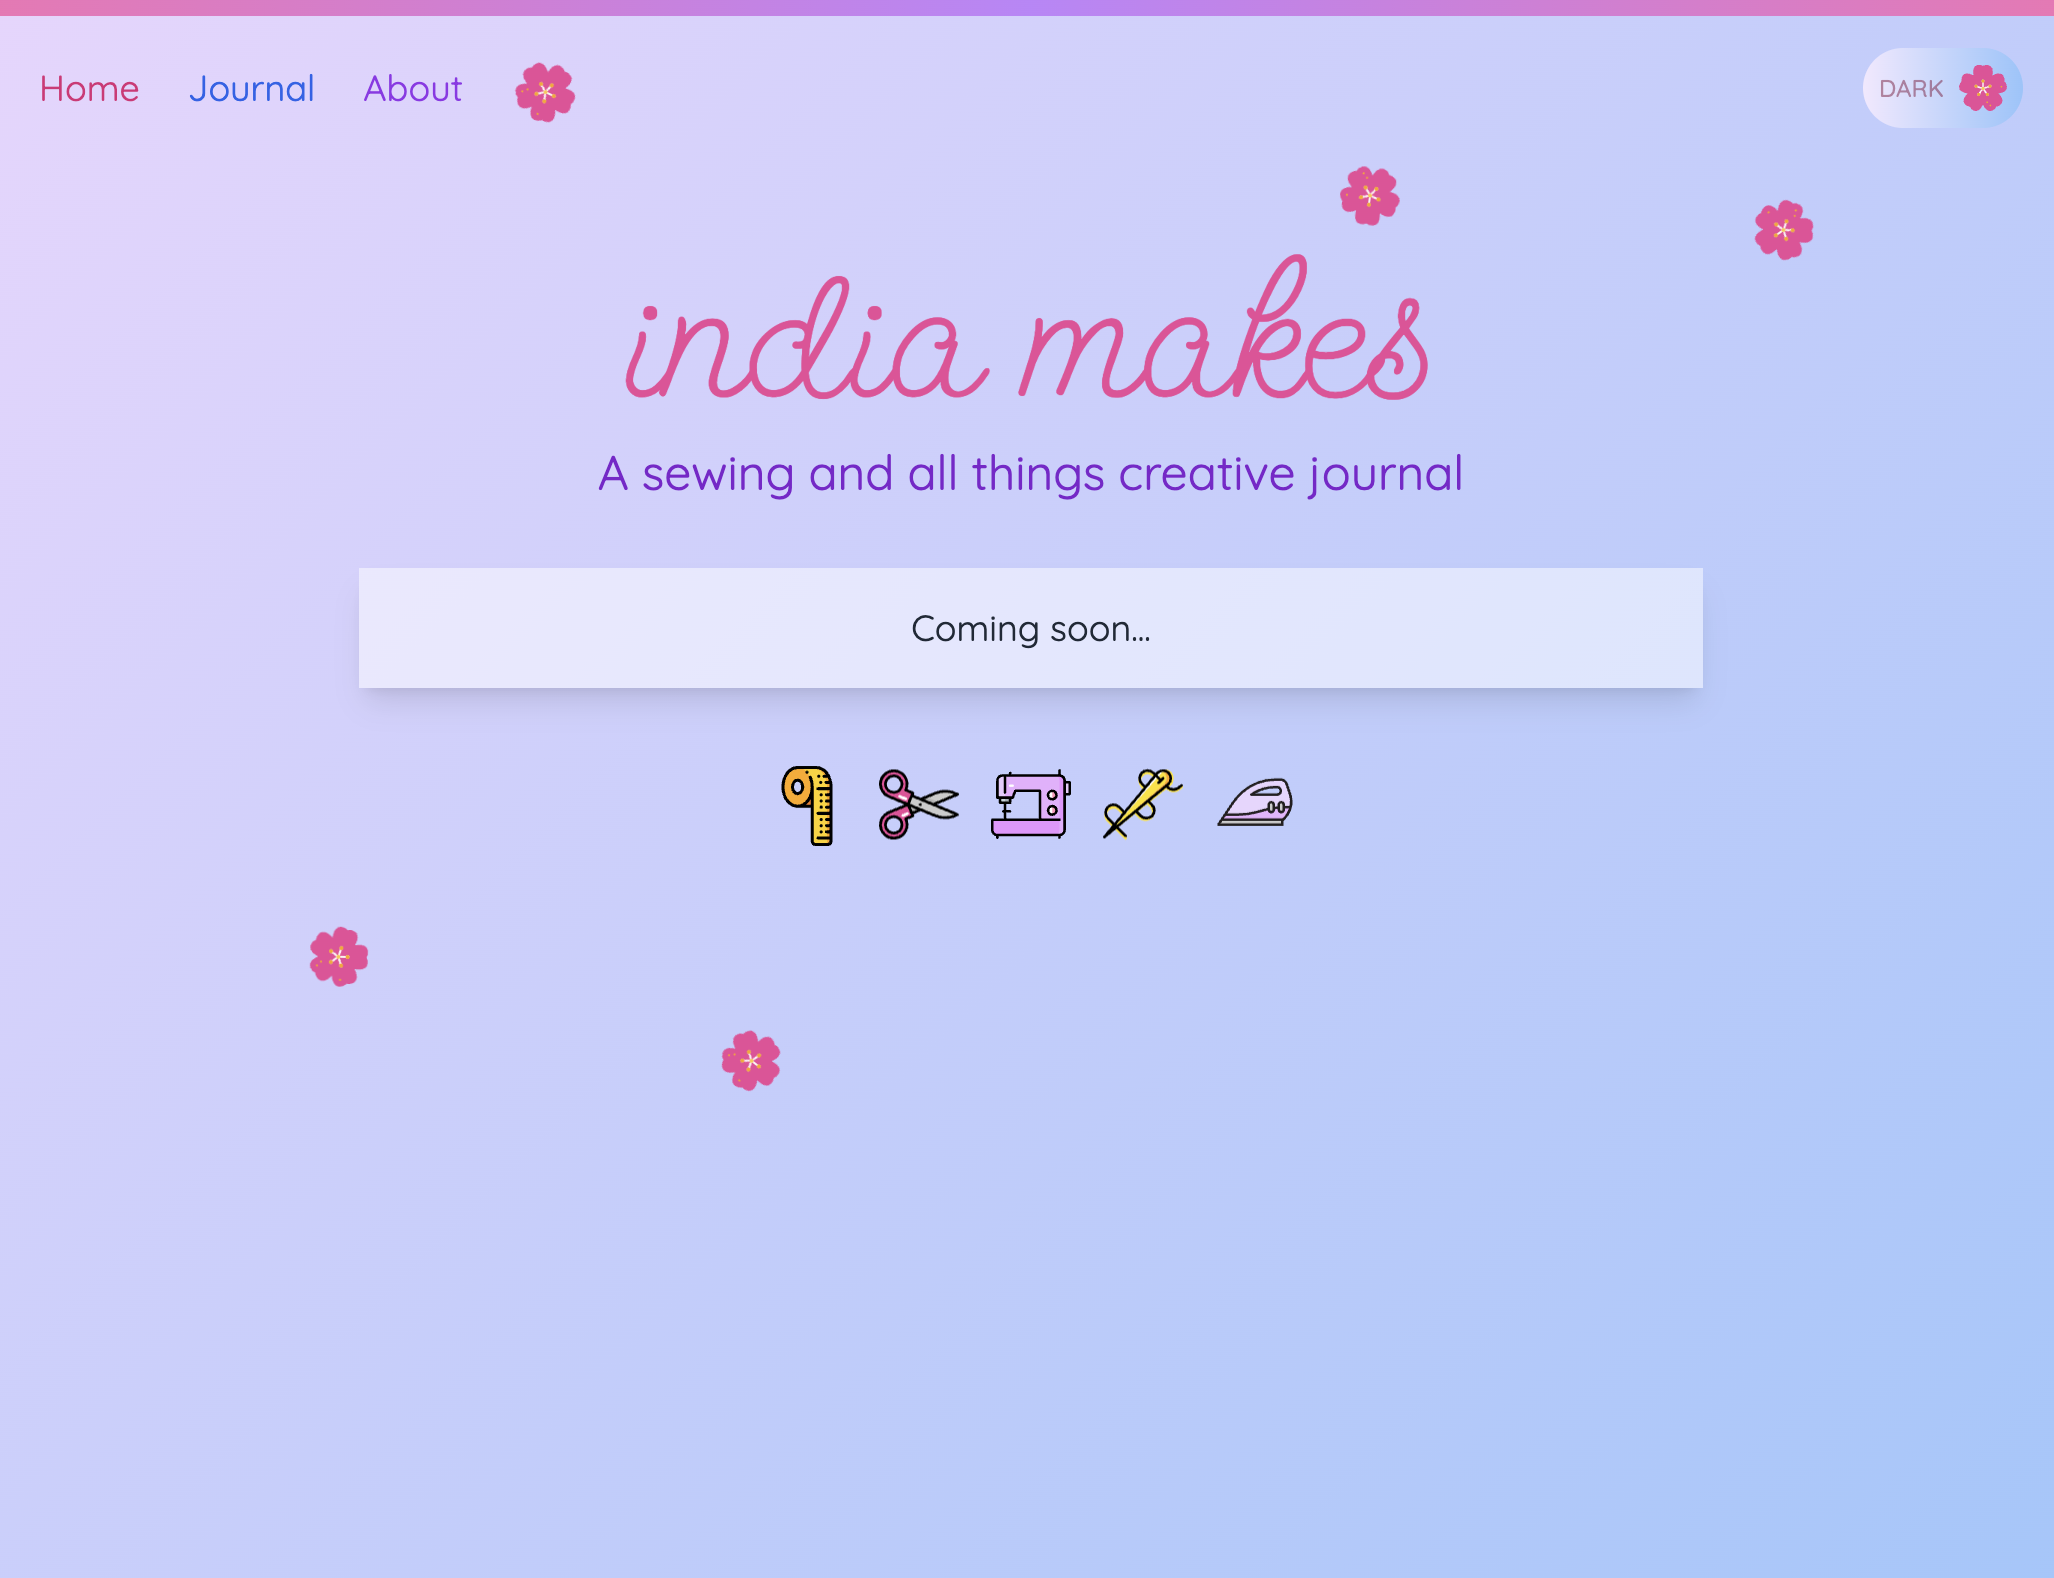 Home Journal About DARK
india makes
A sewing and all things creative journal
Coming soon...